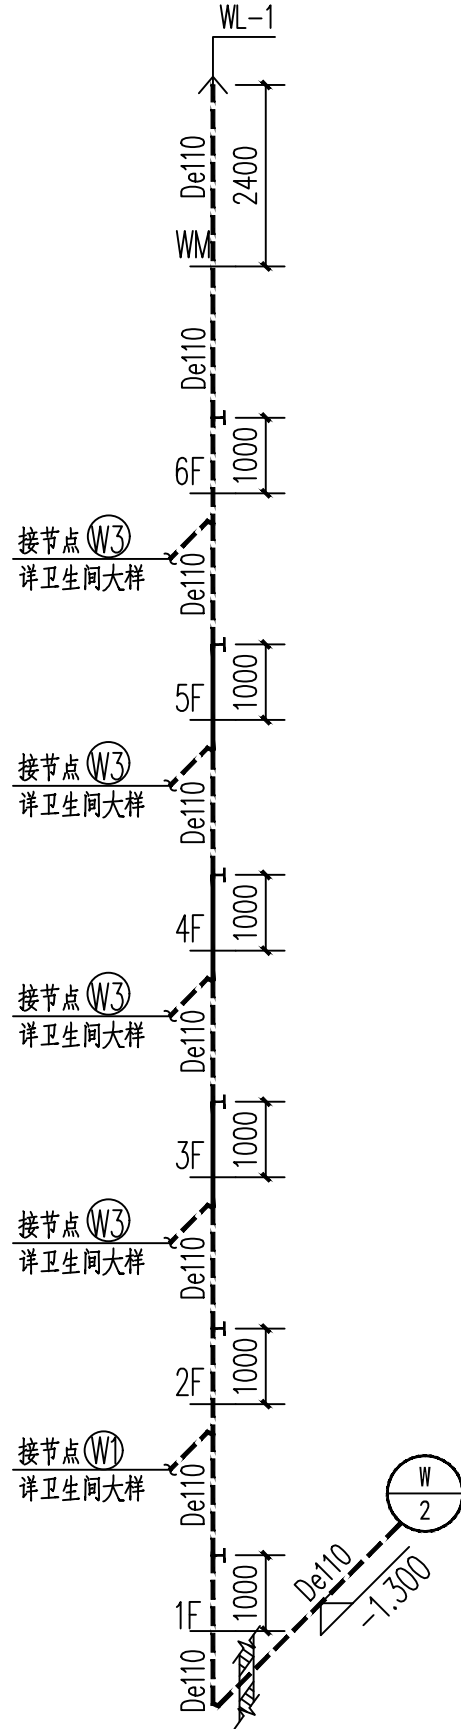 WL-1
De110
2400
WM
De110
1000
6F
接节点 W3
详卫生间大样
De110
1000
5F
接节点 W3
详卫生间大样
De110
1000
4F
接节点 W3
详卫生间大样
De110
1000
3F
接节点 W3
详卫生间大样
De110
1000
2F
接节点 W1
详卫生间大样
De110
W
2
1000
De110
-1.300
1F
De110